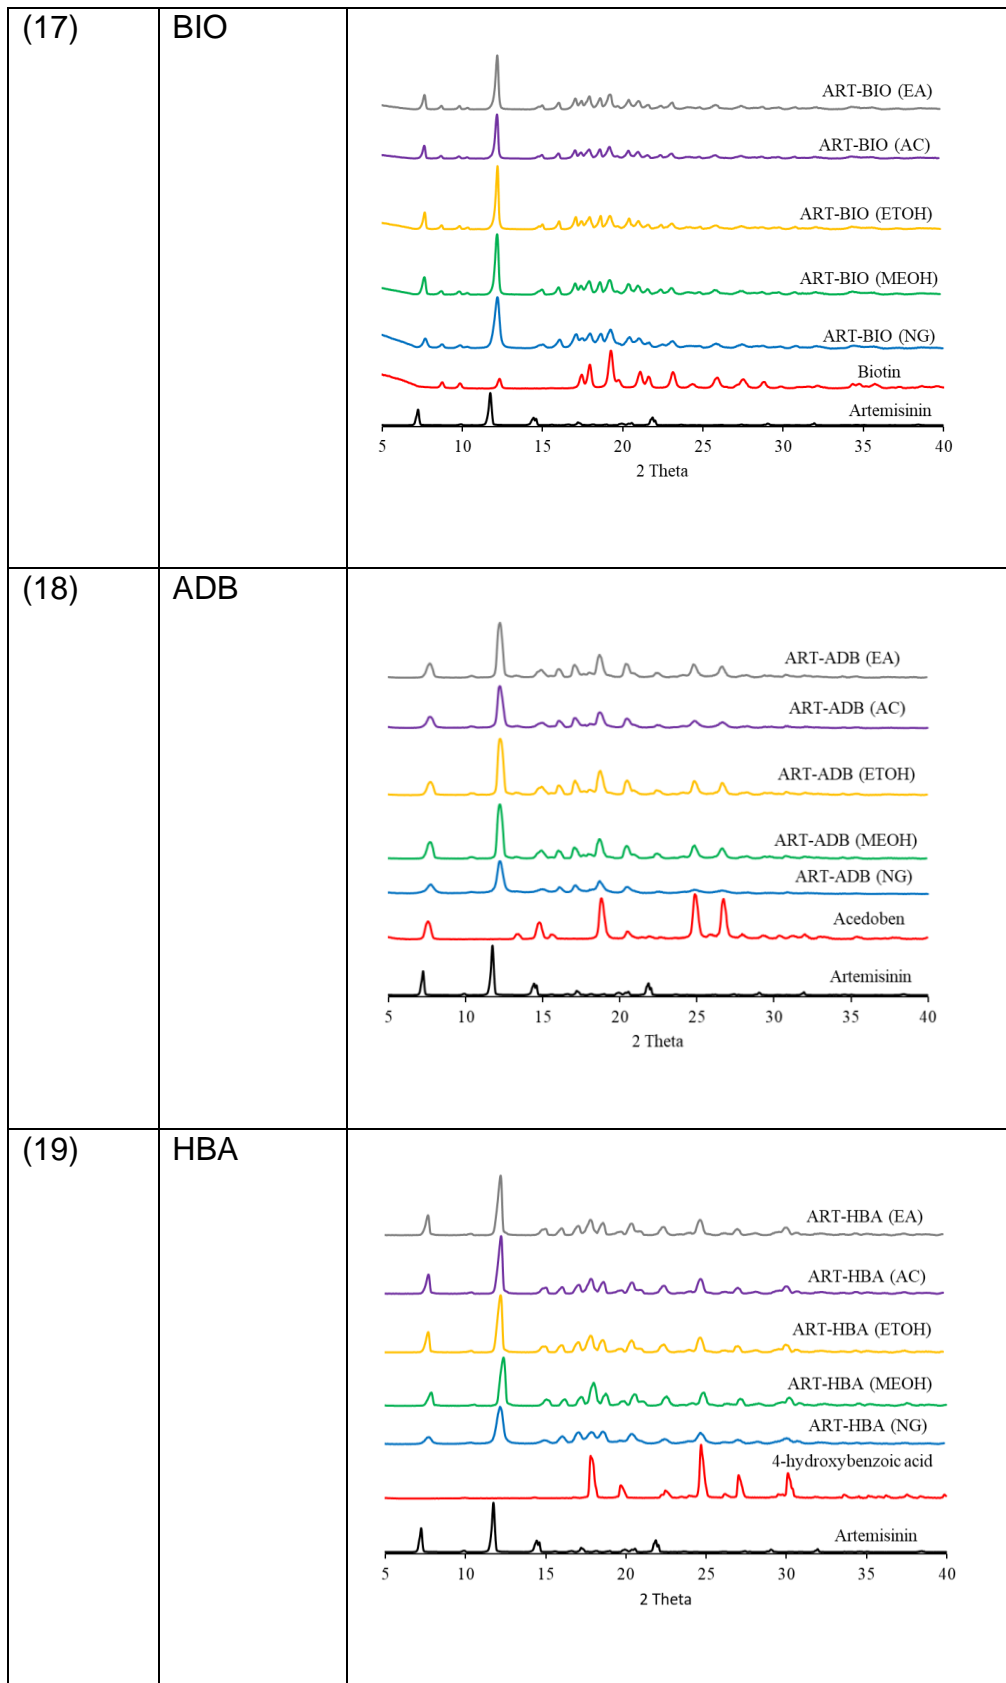 (17)
BIO
ART-BIO (EA)
ART-BIO (AC)
ART-BIO (ETOH)
ART-BIO (MEOH)
ART-BIO (NG)
Biotin
Artemisinin
5 10 15 20 25 30 35 40
2 Theta
(18)
ADB
ART-ADB (EA)
ART-ADB (AC)
ART-ADB (ETOH)
ART-ADB (MEOH)
ART-ADB (NG)
Acedoben
Artemisinin
5 10 15 20 25 30 35 40
2 Theta
(19)
HBA
ART-HBA (EA)
ART-HBA (AC)
ART-HBA (ETOH)
ART-HBA (MEOH)
ART-HBA (NG)
4-hydroxybenzoic acid
Artemisinin
5 10 15 20 25 30 35 40
2 Theta